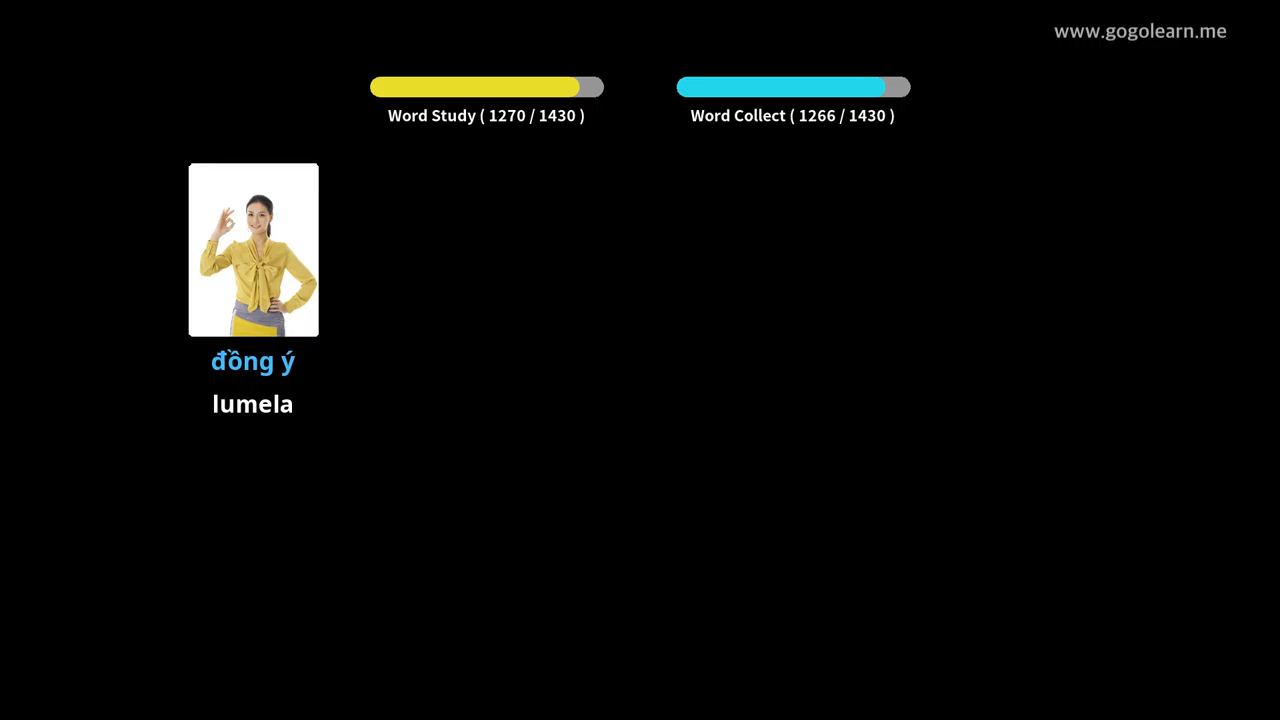 www.gogolearn.me
Word Study ( 1270 / 1430 )
Word Collect ( 1266 / 1430 )
đồng ý
lumela